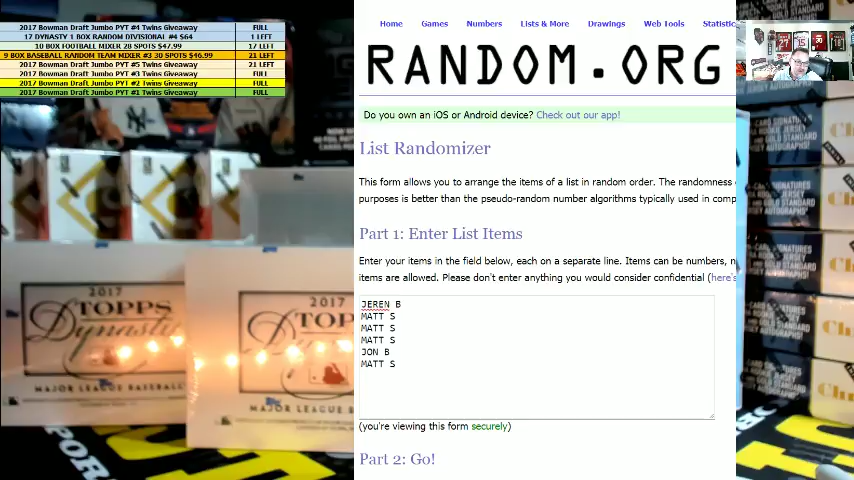 2017 Bowman Draft Jumbo PYT #4 Twins Giveaway FULL
17 DYNASTY 1 BOX RANDOM DIVISIONAL #4 $64 1 LEFT
10 BOX FOOTBALL MIXER 28 SPOTS $47.99 17 LEFT
9 BOX BASEBALL RANDOM TEAM MIXER #3 30 SPOTS $46.99 21 LEFT
2017 Bowman Draft Jumbo PYT #5 Twins Giveaway 21 LEFT
2017 Bowman Draft Jumbo PYT #3 Twins Giveaway FULL
2017 Bowman Draft Jumbo PYT #2 Twins Giveaway FULL
2017 Bowman Draft Jumbo PYT #1 Twins Giveaway FULL
Home Games Numbers Lists & More Drawings Web Tools Statistic
RANDOM.ORG
Do you own an iOS or Android device? Check out our app!
List Randomizer
This form allows you to arrange the items of a list in random order. The randomness
purposes is better than the pseudo-random number algorithms typically used in comp
Part 1: Enter List Items
Enter your items in the field below, each on a separate line. Items can be numbers, n
items are allowed. Please don't enter anything you would consider confidential (here's
JEREN B
MATT S
MATT S
MATT S
JON B
MATT S
(you're viewing this form securely)
Part 2: Go!
2017
TOPPS
Dynasty
MAJOR LEAGUE BASEBALL
2017
TOPPS
MAJOR LEAGUE B